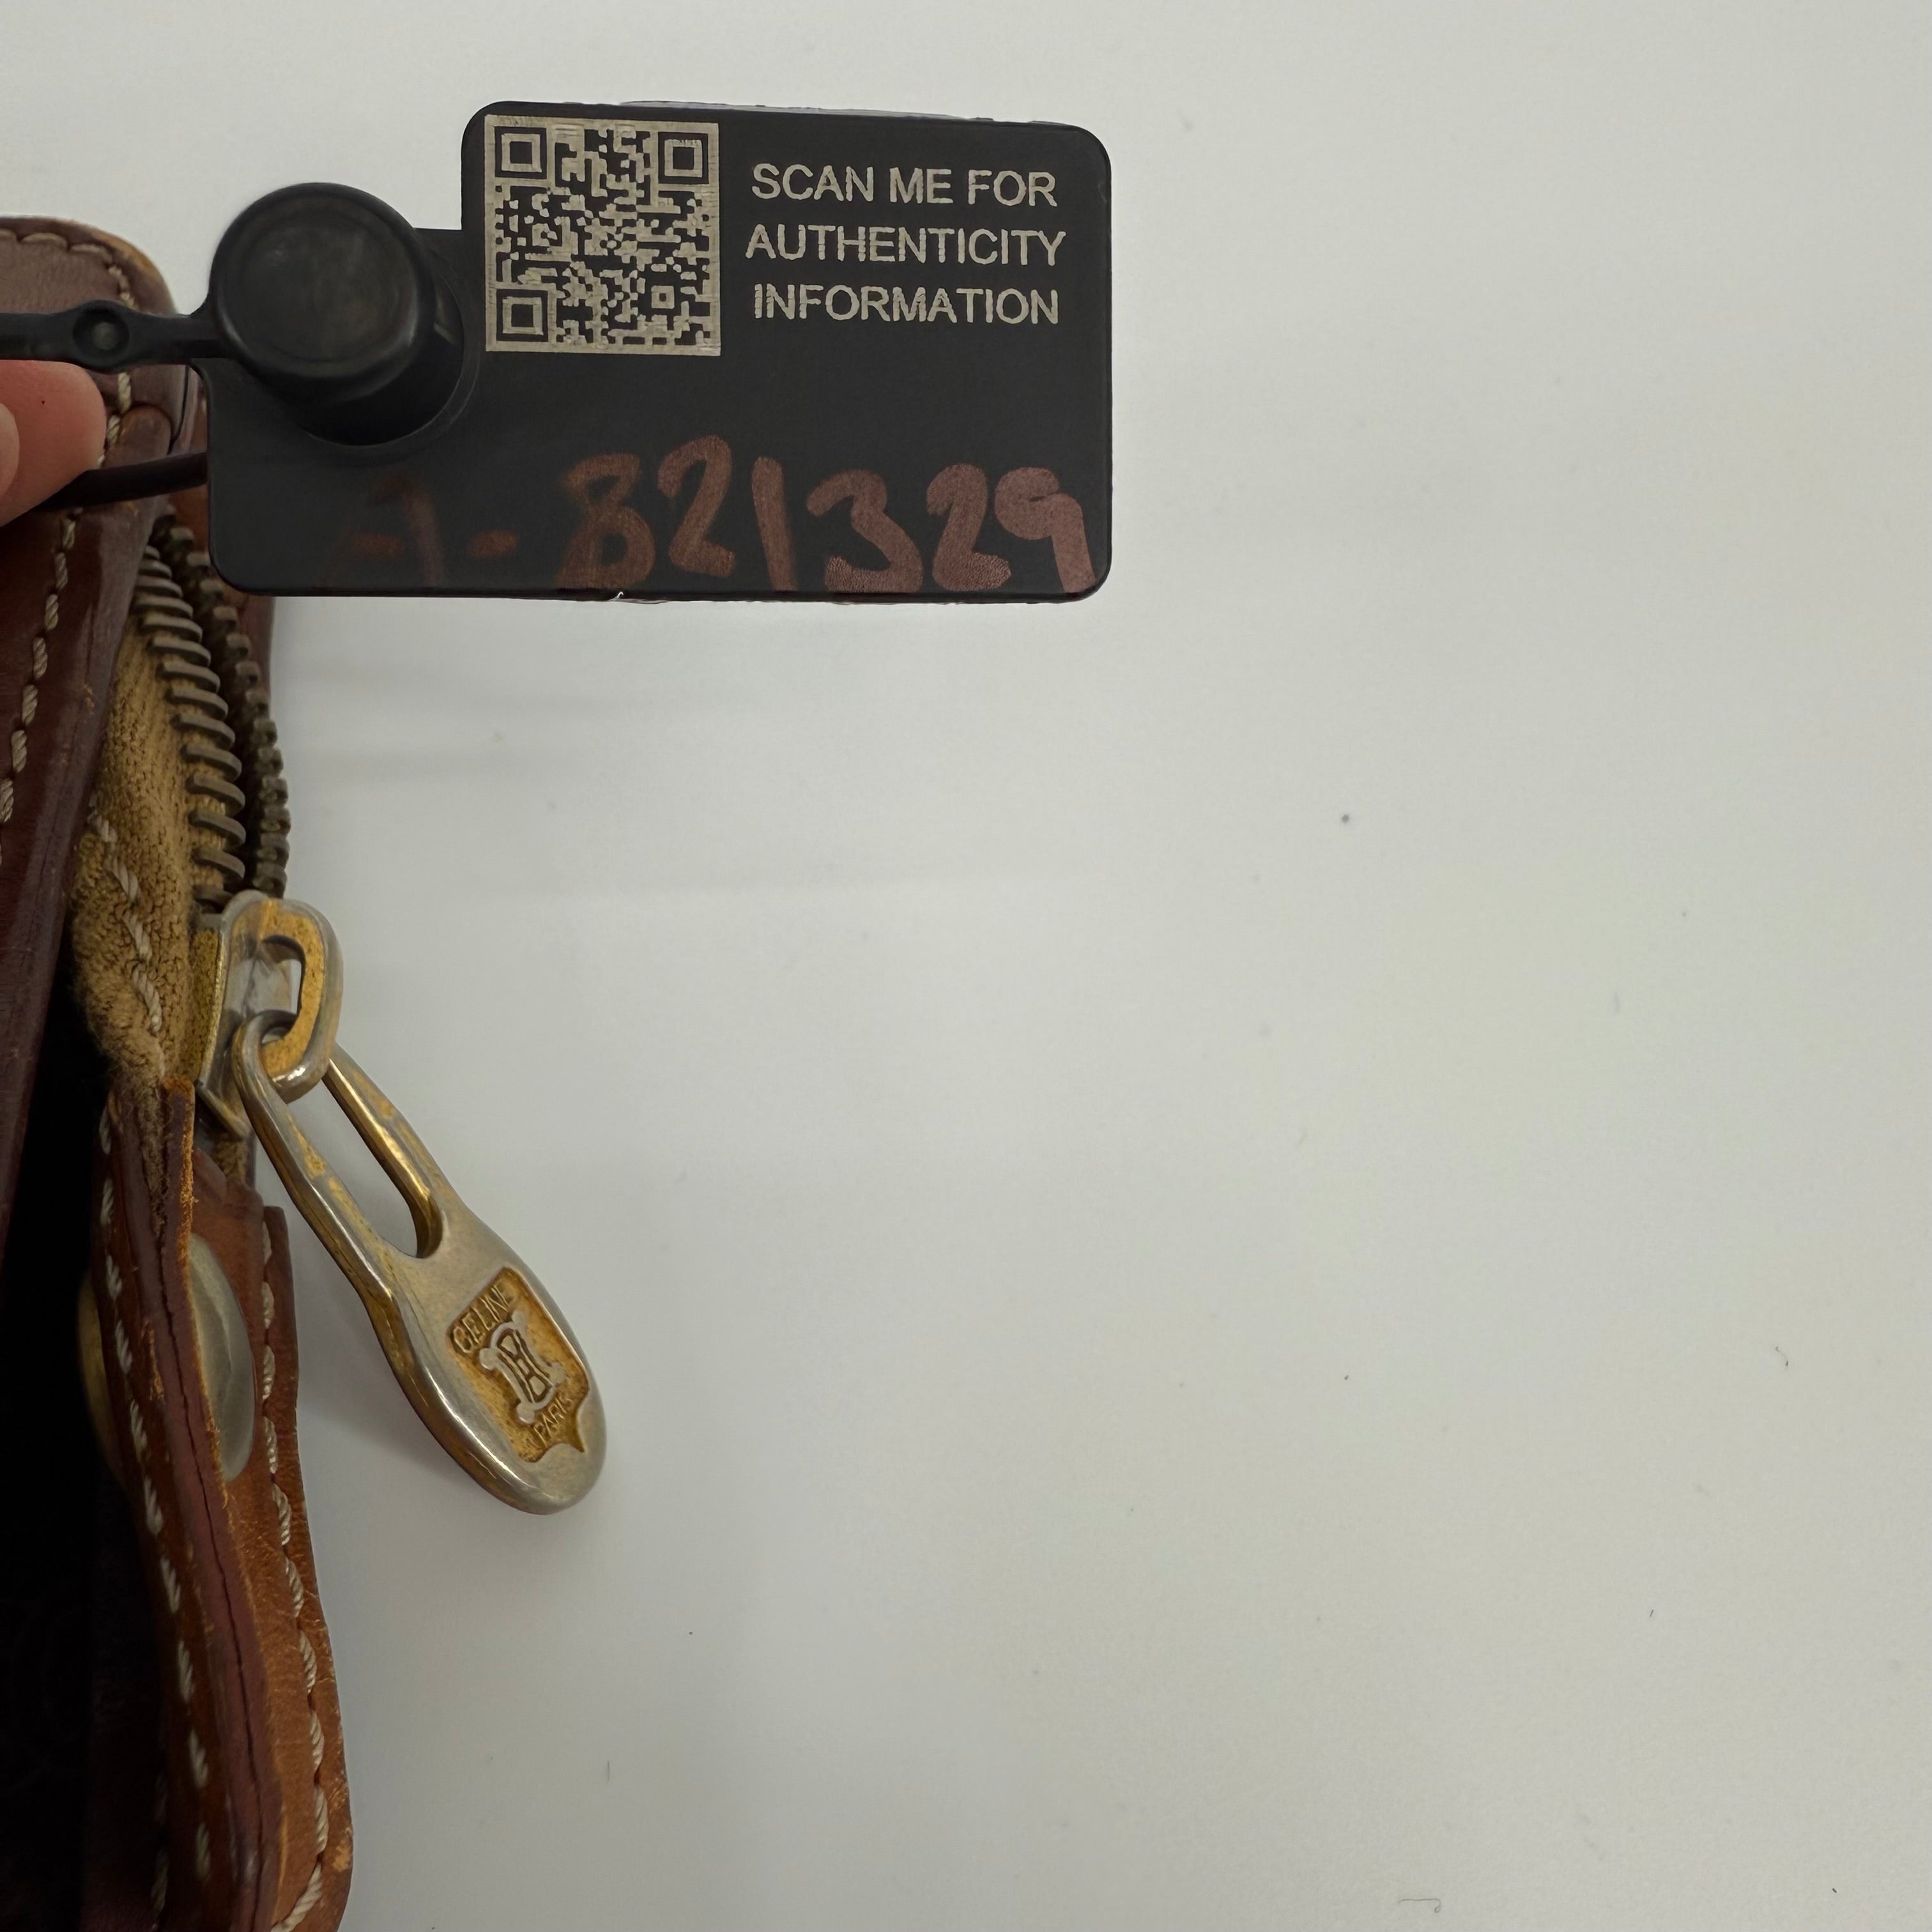 SCAN ME FOR
AUTHENTICITY
INFORMATION
A-821329
CELINE
PARIS